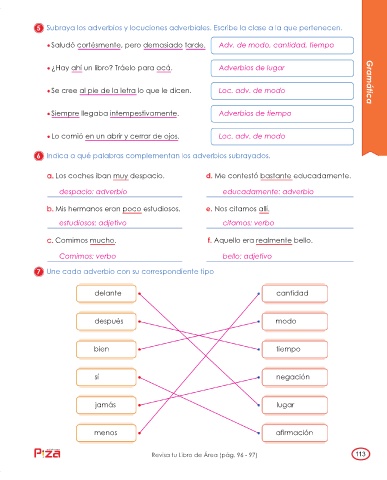 5 Subraya los adverbios y locuciones adverbiales. Escribe la clase a la que pertenecen.
• Saludó cortésmente, pero demasiado tarde. Adv. de modo, cantidad, tiempo
• ¿Hay ahí un libro? Tráelo para acá. Adverbios de lugar
• Se cree al pie de la letra lo que le dicen. Loc. adv. de modo
• Siempre llegaba intempestivamente. Adverbios de tiempo
• Lo comió en un abrir y cerrar de ojos. Loc. adv. de modo
Gramática
6 Indica a qué palabras complementan los adverbios subrayados.
a. Los coches iban muy despacio. d. Me contestó bastante educadamente.
despacio: adverbio educadamente: adverbio
b. Mis hermanos eran poco estudiosos. e. Nos citamos allí.
estudiosos: adjetivo citamos: verbo
c. Comimos mucho. f. Aquello era realmente bello.
Comimos: verbo bello: adjetivo
7 Une cada adverbio con su correspondiente tipo
delante cantidad
después modo
bien tiempo
sí negación
jamás lugar
menos afirmación
Revisa tu Libro de Área (pág. 96 - 97) 113